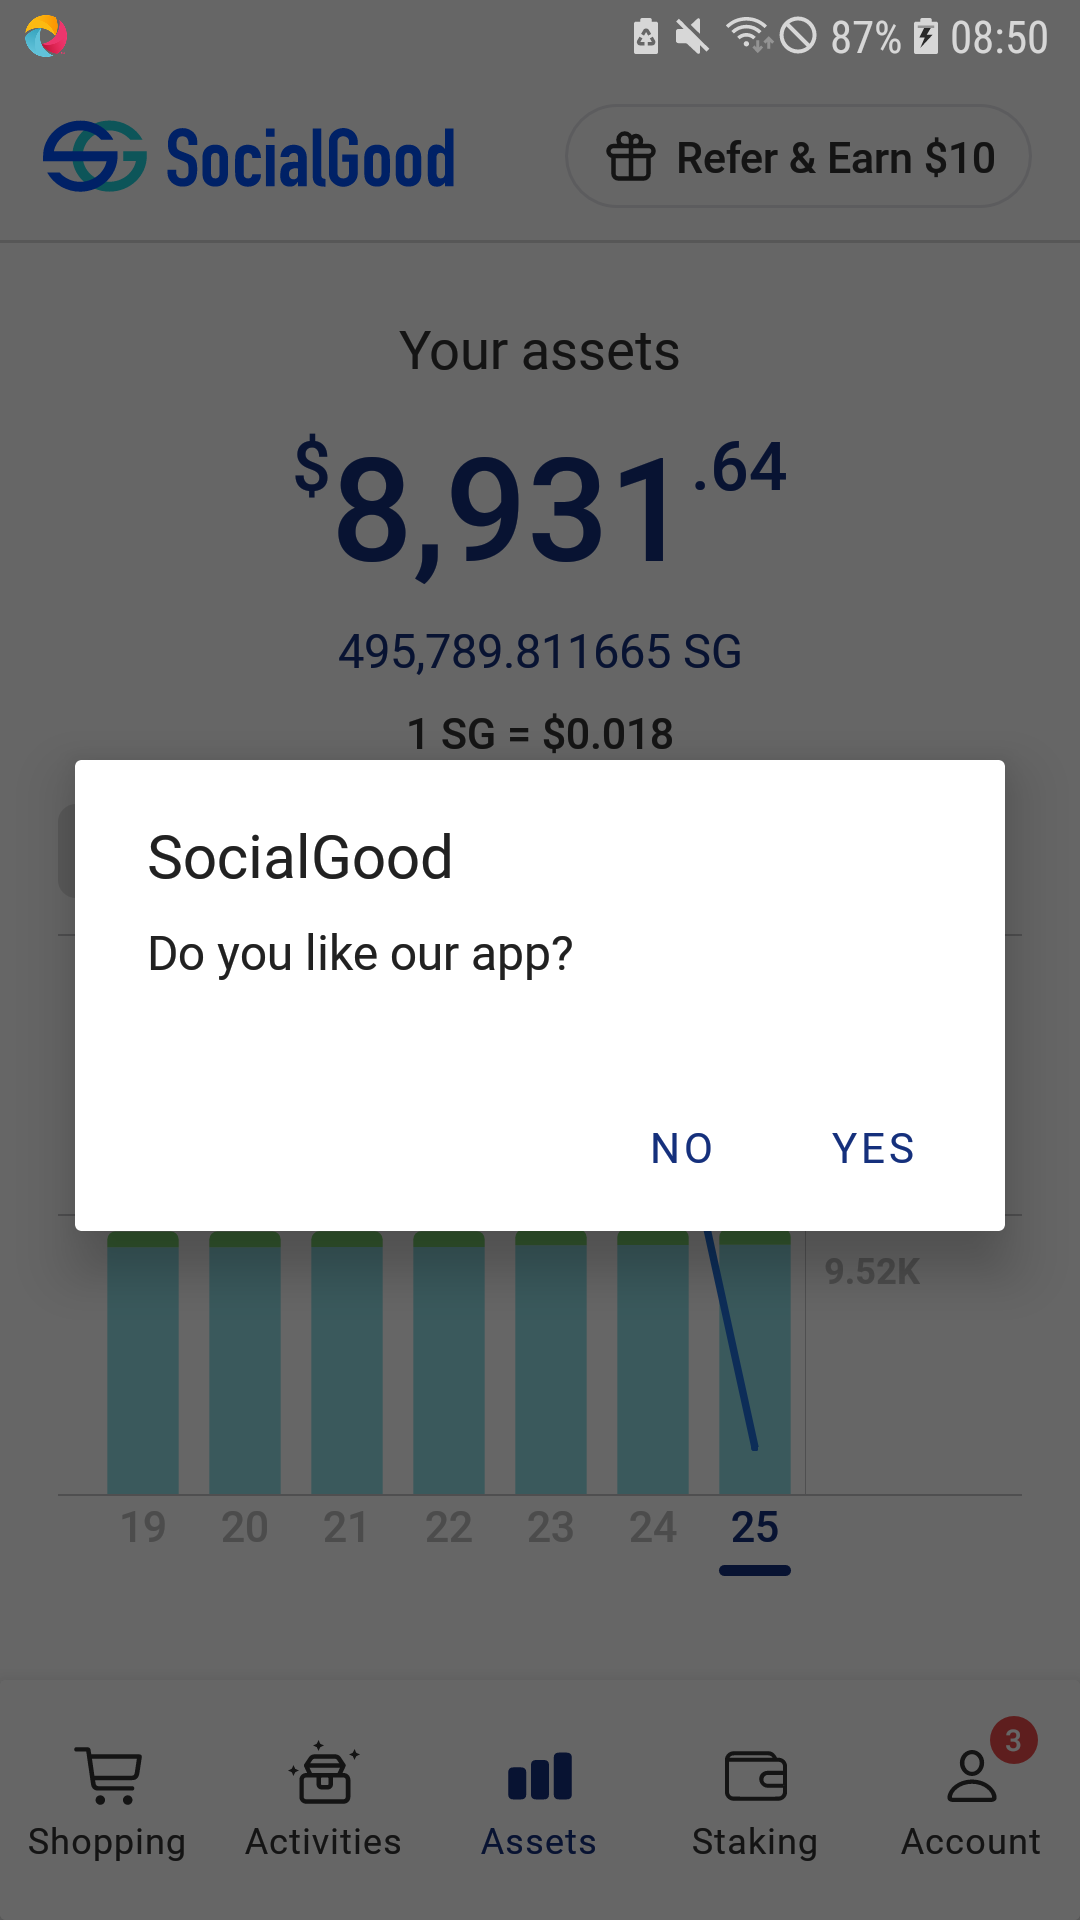 87% 08:50
SG SocialGood Refer & Earn $10
Your assets
$8,931.64
495,789.811665 SG
1 SG = $0.018
SocialGood
Do you like our app?
NO YES
9.52K
19 20 21 22 23 24 25
3
Shopping Activities Assets Staking Account